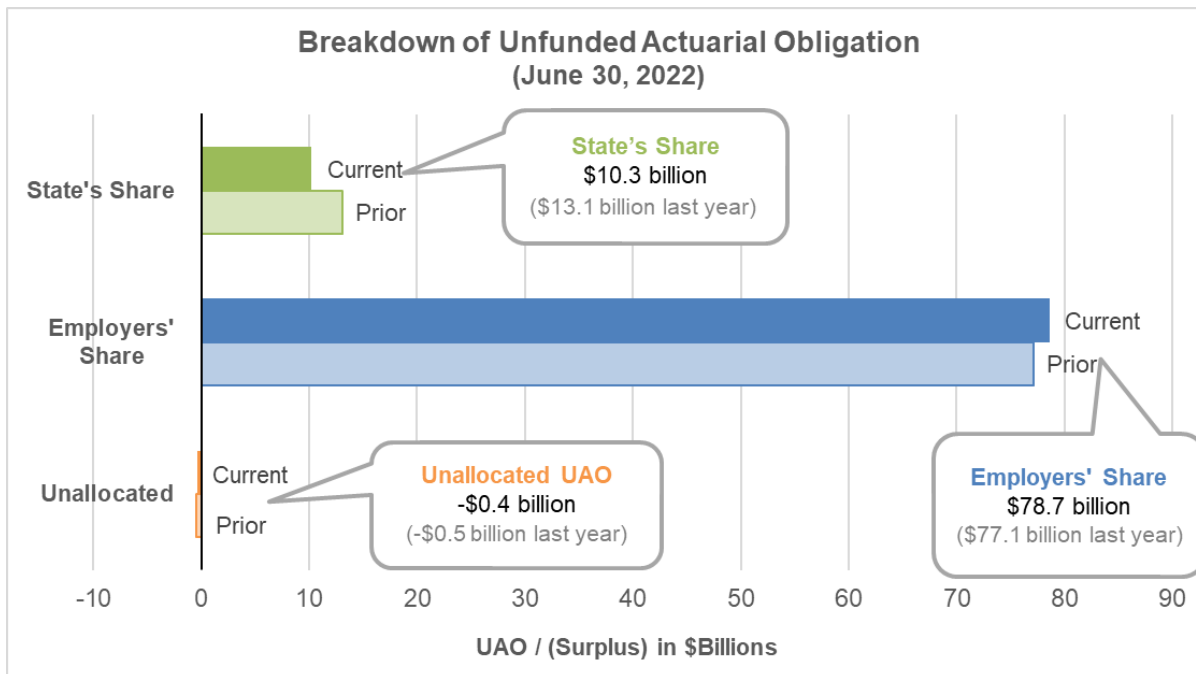 Breakdown of Unfunded Actuarial Obligation
(June 30, 2022)
State's Share
Current
Prior
State's Share
$10.3 billion
($13.1 billion last year)
Employers'
Share
Current
Prior
Employers' Share
$78.7 billion
($77.1 billion last year)
Unallocated
Current
Prior
Unallocated UAO
-$0.4 billion
(-$0.5 billion last year)
-10 0 10 20 30 40 50 60 70 80 90
UAO / (Surplus) in $Billions